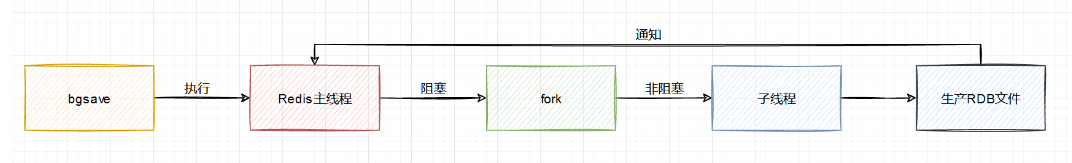 通知
bgsave
执行
Redis主线程
阻塞
fork
非阻塞
子线程
生产RDB文件